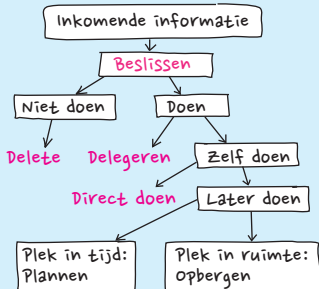 Inkomende informatie
Beslissen
Niet doen
Doen
Delete
Delegeren
Zelf doen
Direct doen
Later doen
Plek in tijd:
Plannen
Plek in ruimte:
Opbergen